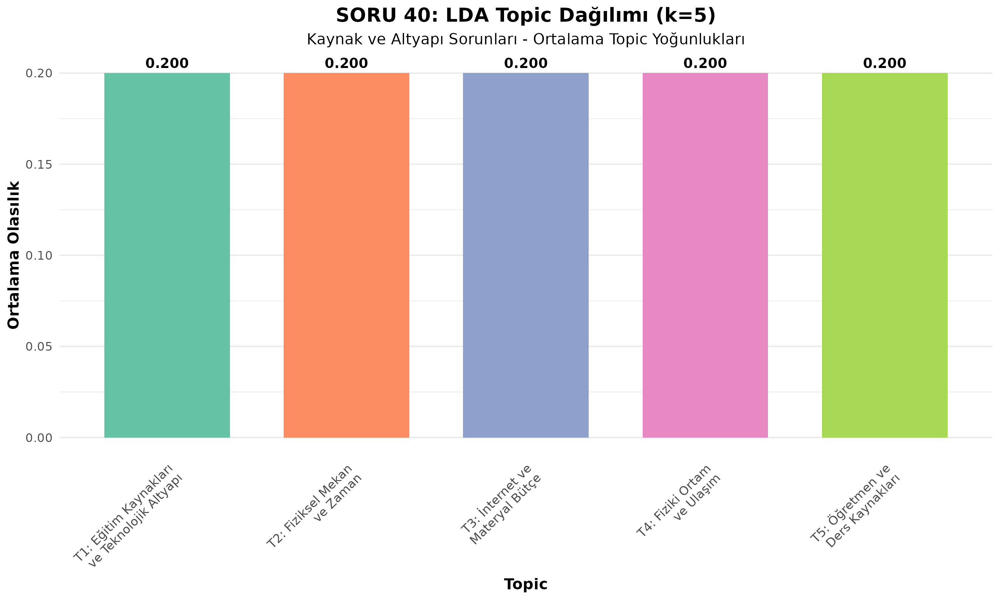 SORU 40: LDA Topic Dağılımı (k=5)
Kaynak ve Altyapı Sorunları - Ortalama Topic Yoğunlukları
0.200
0.200
0.200
0.200
0.200
0.20
0.15
0.10
0.05
0.00
Ortalama Olasılık
T1: Eğitim Kaynakları
ve Teknolojik Altyapı
T2: Fiziksel Mekan
ve Zaman
T3: İnternet ve
Materyal Bütçe
T4: Fiziki Ortam
ve Ulaşım
T5: Öğretmen ve
Ders Kaynakları
Topic